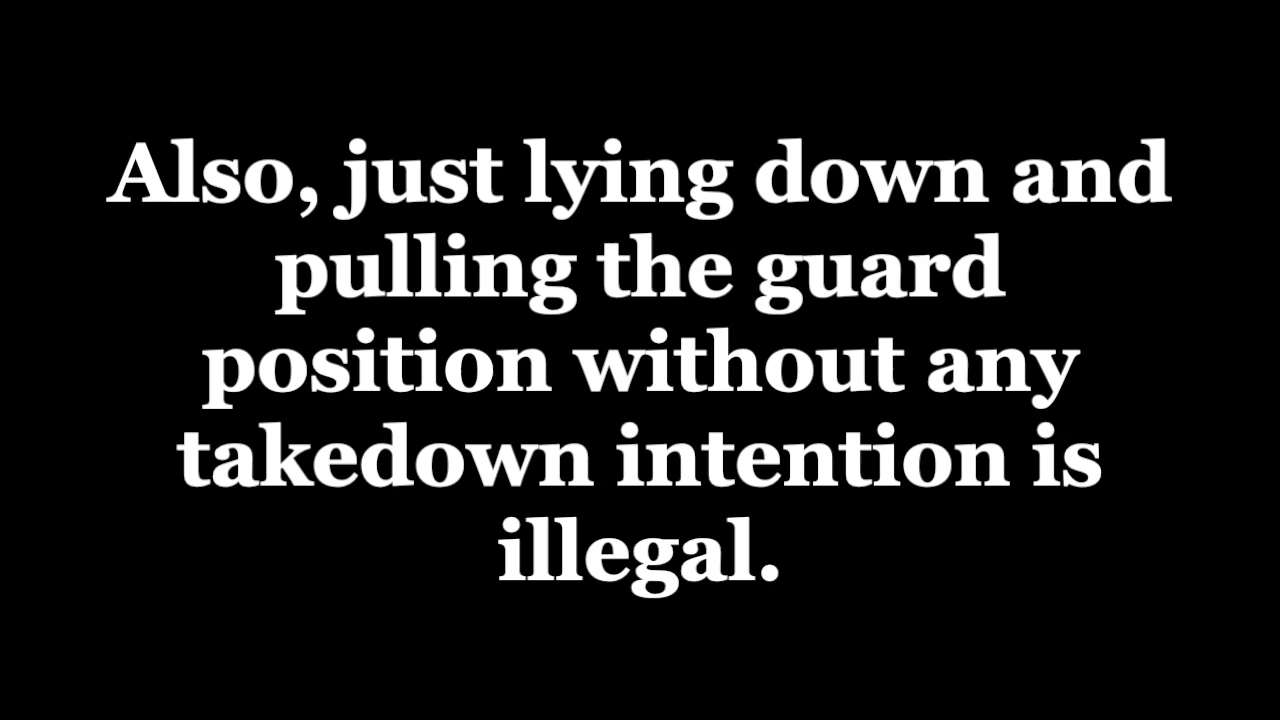 Also, just lying down and
pulling the guard
position without any
takedown intention is
illegal.